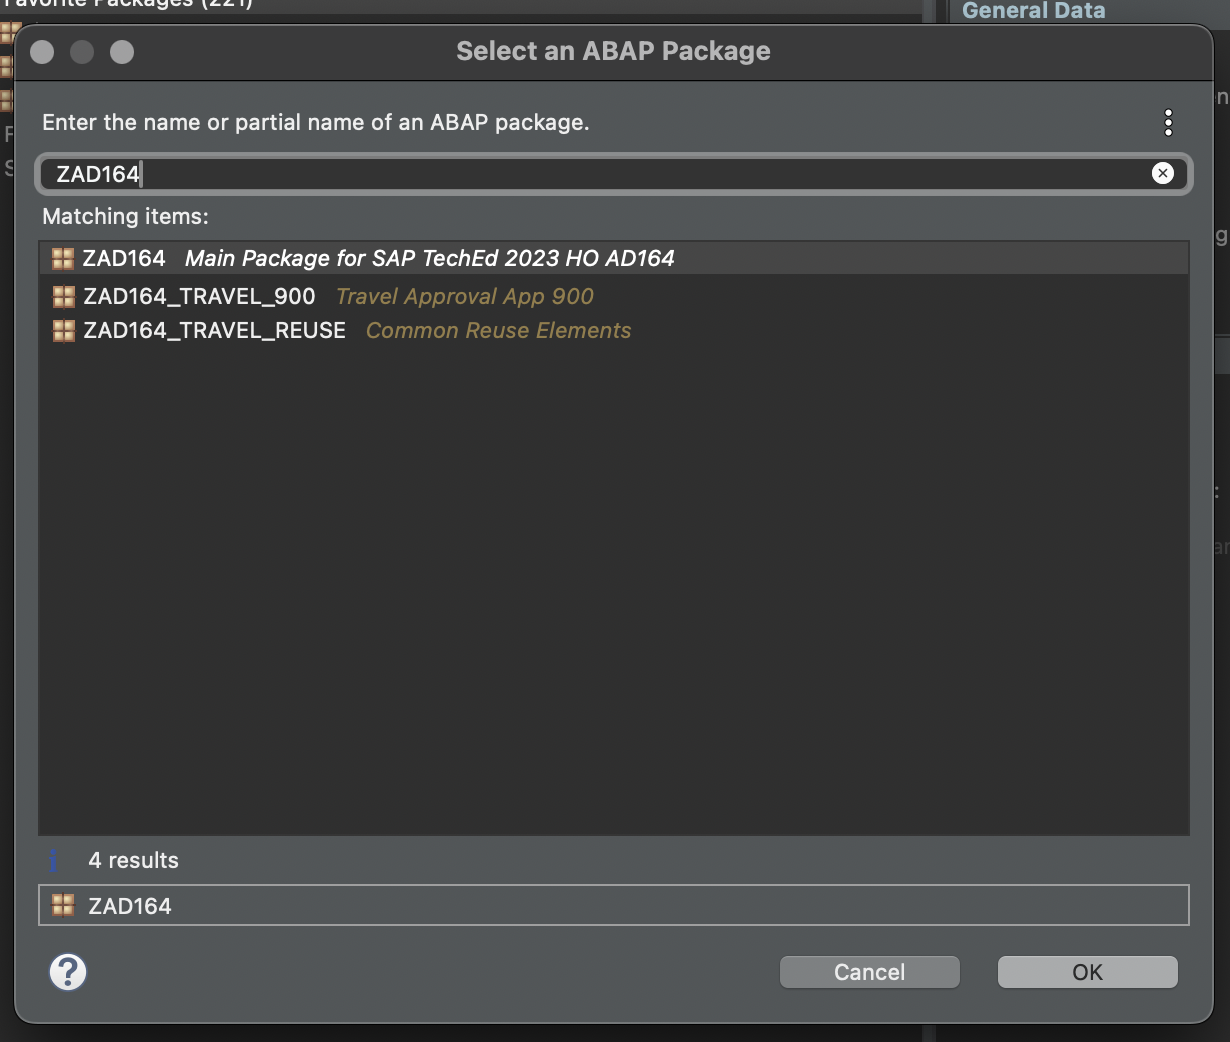 Favorite Packages (221)
General Data
Select an ABAP Package
Enter the name or partial name of an ABAP package.
ZAD164
Matching items:
ZAD164 Main Package for SAP TechEd 2023 HO AD164
ZAD164_TRAVEL_900 Travel Approval App 900
ZAD164_TRAVEL_REUSE Common Reuse Elements
4 results
ZAD164
?
Cancel
OK